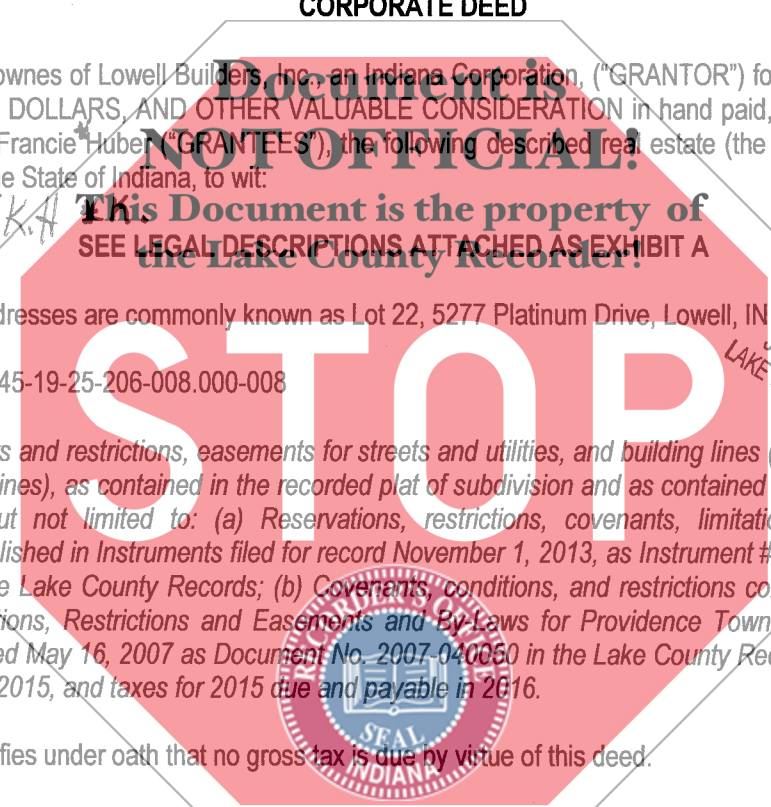 CORPORATE DEED
ownes of Lowell Builders, Inc., an Indiana Corporation, ("GRANTOR") fo
Document is
DOLLARS, AND OTHER VALUABLE CONSIDERATION in hand paid,
NOT OFFICIAL!
Francie Huber ("GRANTEES"), the following described real estate (the
e State of Indiana, to wit:
K.H
This Document is the property of
SEE LEGAL DESCRIPTIONS ATTACHED AS EXHIBIT A
the Lake County Recorder!
dresses are commonly known as Lot 22, 5277 Platinum Drive, Lowell, IN
LAKE
45-19-25-206-008.000-008
STOP
s and restrictions, easements for streets and utilities, and building lines (
ines), as contained in the recorded plat of subdivision and as contained
ut not limited to: (a) Reservations, restrictions, covenants, limitati
lished in Instruments filed for record November 1, 2013, as Instrument #
e Lake County Records; (b) Covenants, conditions, and restrictions co
ions, Restrictions and Easements and By-Laws for Providence Town
ed May 16, 2007 as Document No. 2007-040050 in the Lake County Rec
2015, and taxes for 2015 due and payable in 2016.
SEAL
INDIANA
fies under oath that no gross tax is due by virtue of this deed.